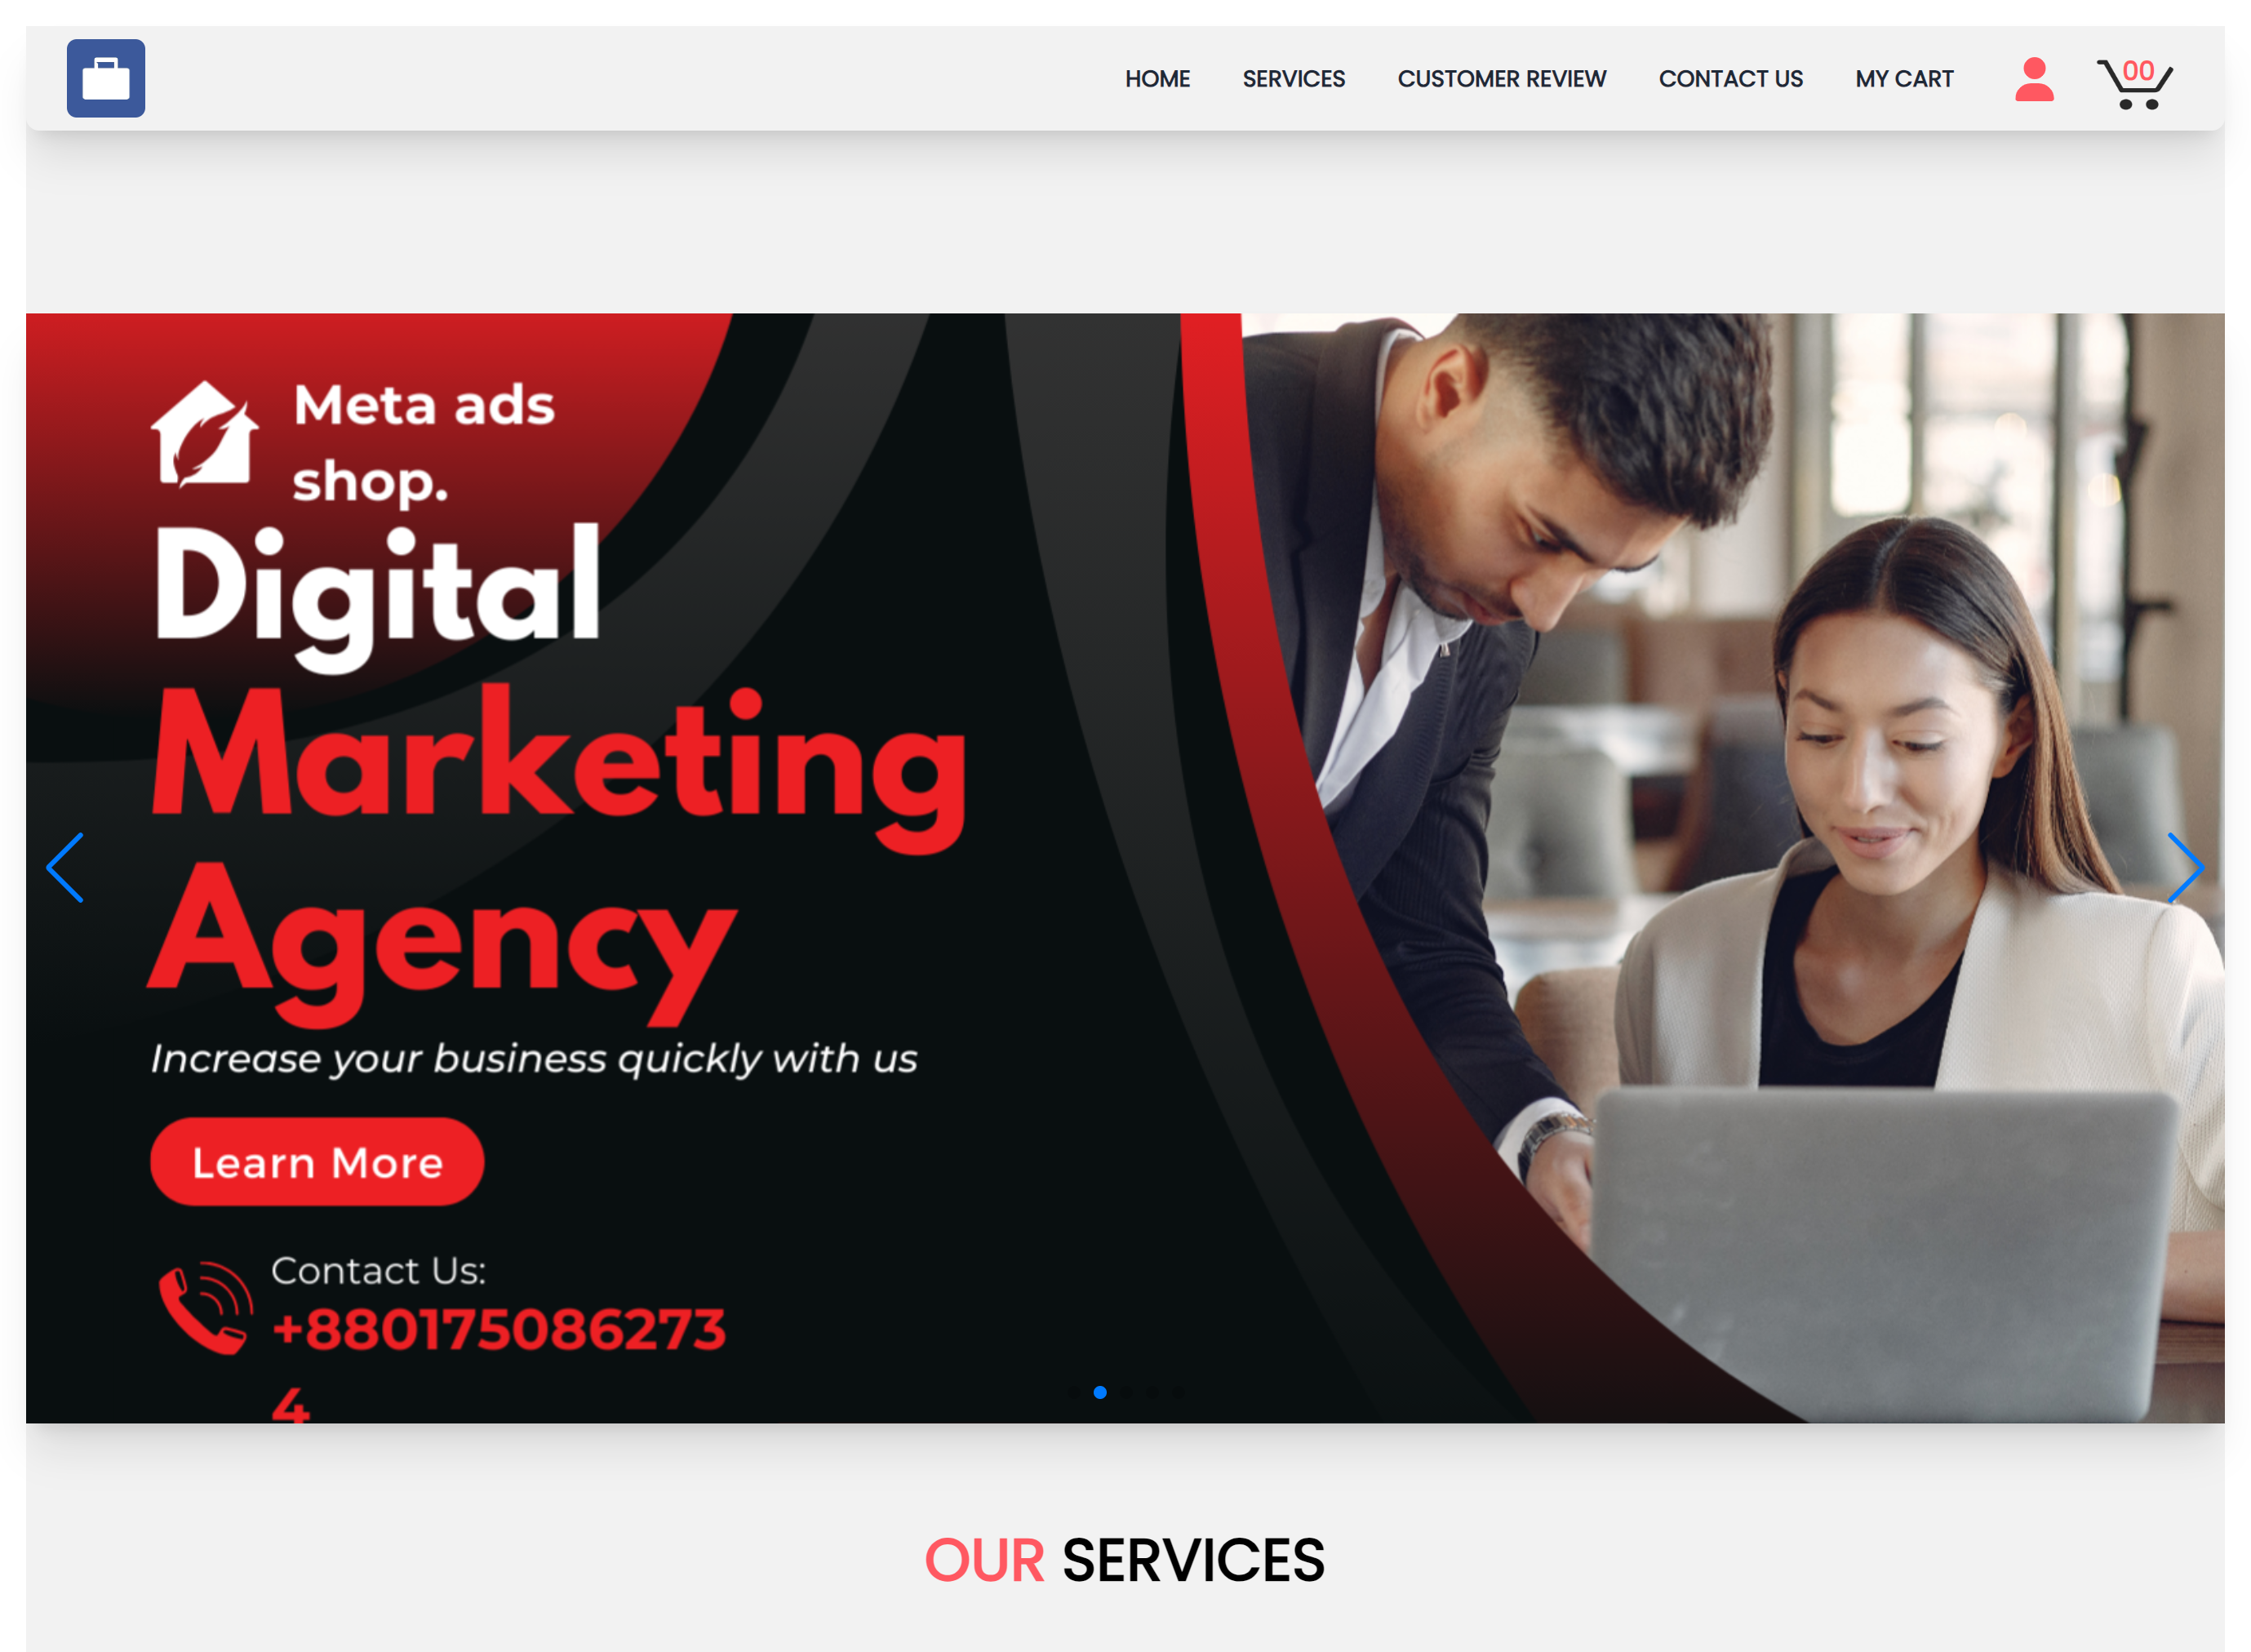 HOME SERVICES CUSTOMER REVIEW CONTACT US MY CART 00
Meta ads
shop.
Digital
Marketing
Agency
Increase your business quickly with us
Learn More
Contact Us:
+880175086273
4
OUR SERVICES